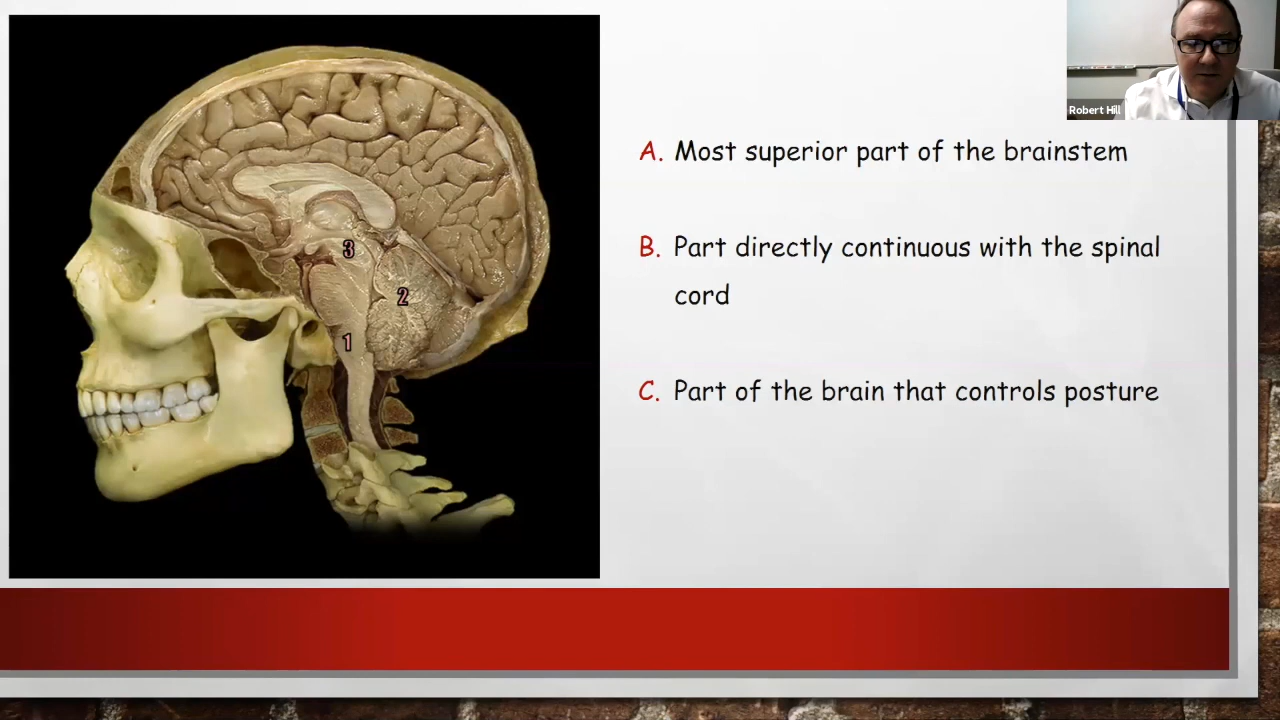 Robert Hill
A. Most superior part of the brainstem
B. Part directly continuous with the spinal
cord
C. Part of the brain that controls posture
3
2
1